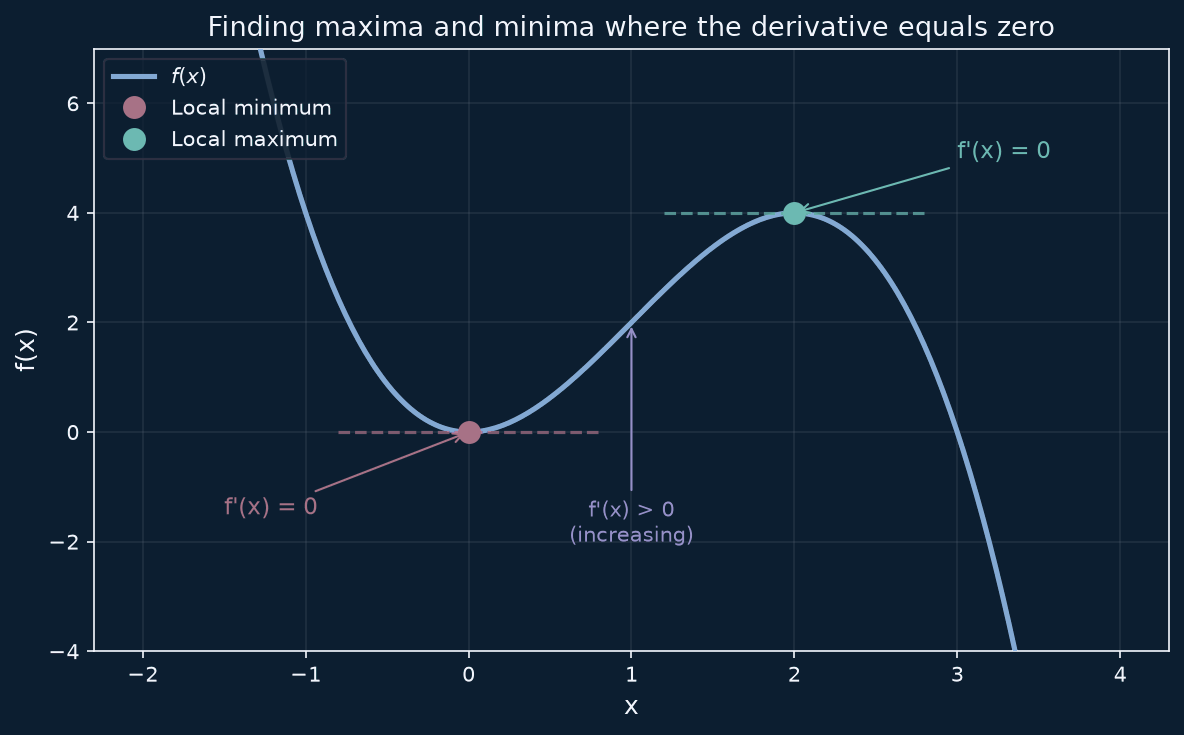 Finding maxima and minima where the derivative equals zero
f(x)
Local minimum
Local maximum
f'(x) = 0
f'(x) = 0
f'(x) > 0
(increasing)
f(x)
6
4
2
0
−2
−4
−2 −1 0 1 2 3 4
x